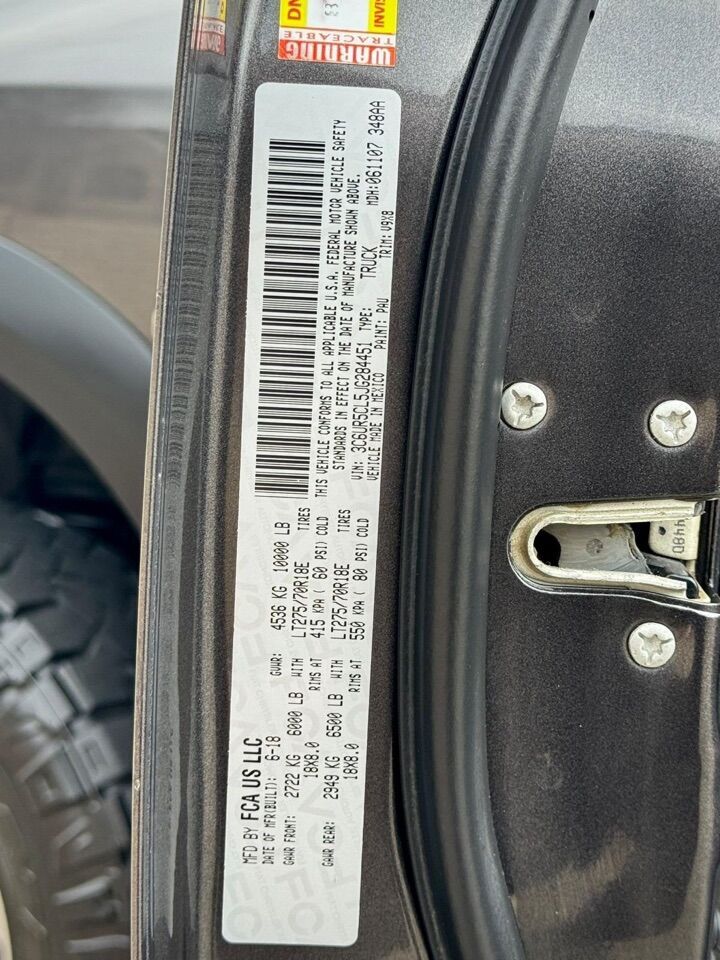 MFD BY FCA US LLC
DATE OF MFR(BUILT): 6-18 GVWR: 4536 KG 10000 LB
GAWR FRONT: 2722 KG 6000 LB WITH LT275/70R18E TIRES
18X8.0 RIMS AT 415 KPA ( 60 PSI) COLD
GAWR REAR: 2949 KG 6500 LB WITH LT275/70R18E TIRES
18X8.0 RIMS AT 550 KPA ( 80 PSI) COLD
THIS VEHICLE CONFORMS TO ALL APPLICABLE U.S.A. FEDERAL MOTOR VEHICLE SAFETY
STANDARDS IN EFFECT ON THE DATE OF MANUFACTURE SHOWN ABOVE.
VIN: 3C6UR5CL5JG284451 TYPE: TRUCK MDH:061107 348AA
VEHICLE MADE IN MEXICO PAINT: PAU TRIM: V9X8
WARNING
TRACEABLE
INVIS
DN
44BD